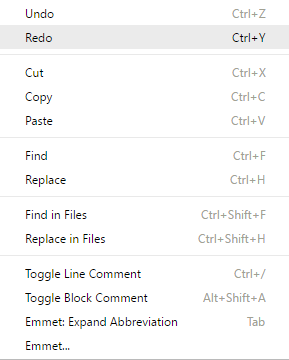 Undo Ctrl+Z
Redo Ctrl+Y
Cut Ctrl+X
Copy Ctrl+C
Paste Ctrl+V
Find Ctrl+F
Replace Ctrl+H
Find in Files Ctrl+Shift+F
Replace in Files Ctrl+Shift+H
Toggle Line Comment Ctrl+/
Toggle Block Comment Alt+Shift+A
Emmet: Expand Abbreviation Tab
Emmet...